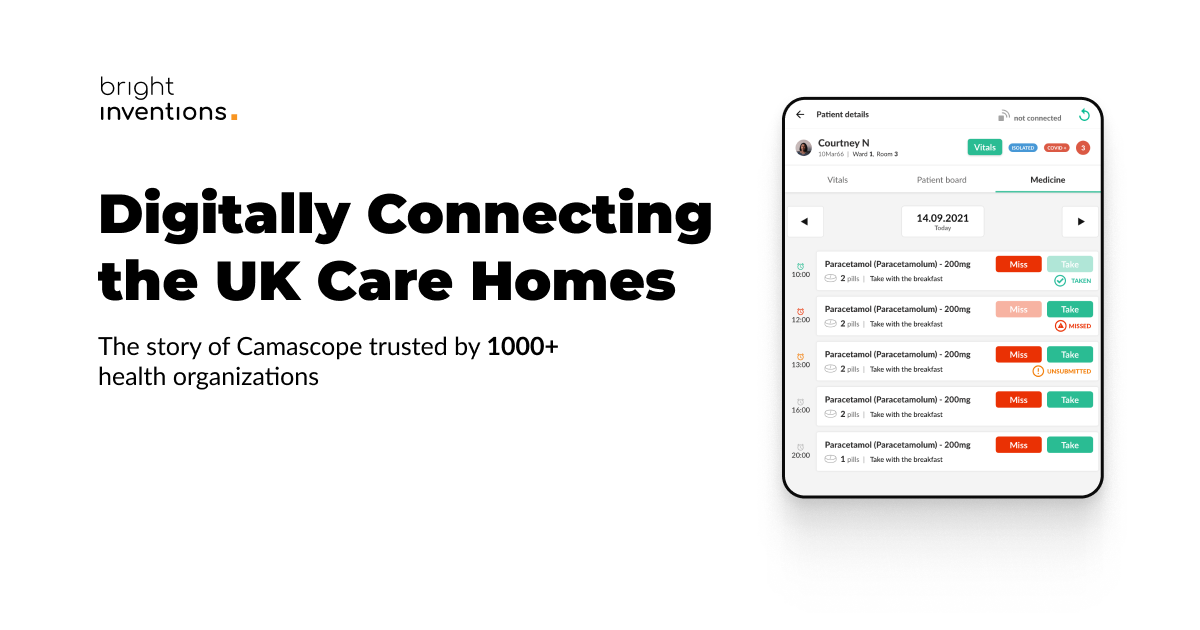 bright
inventions.
Digitally Connecting
the UK Care Homes
The story of Camascope trusted by 1000+
health organizations
Patient details
not connected
Courtney N
10Mar66 | Ward 1, Room 3
Vitals
ISOLATED
COVID +
3
Vitals
Patient board
Medicine
14.09.2021
Today
10:00
Paracetamol (Paracetamolum) - 200mg
2 pills | Take with the breakfast
Miss
Take
TAKEN
12:00
Paracetamol (Paracetamolum) - 200mg
2 pills | Take with the breakfast
Miss
Take
MISSED
13:00
Paracetamol (Paracetamolum) - 200mg
2 pills | Take with the breakfast
Miss
Take
UNSUBMITTED
16:00
Paracetamol (Paracetamolum) - 200mg
2 pills | Take with the breakfast
Miss
Take
20:00
Paracetamol (Paracetamolum) - 200mg
1 pills | Take with the breakfast
Miss
Take